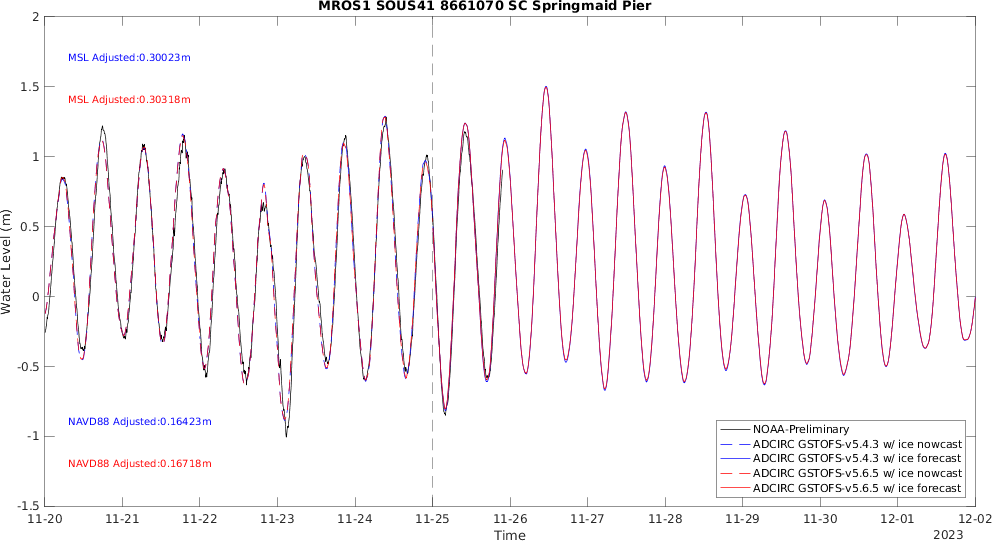 MROS1 SOUS41 8661070 SC Springmaid Pier
2
1.5
1
0.5
0
-0.5
-1
-1.5
Water Level (m)
MSL Adjusted:0.30023m
MSL Adjusted:0.30318m
NAVD88 Adjusted:0.16423m
NAVD88 Adjusted:0.16718m
NOAA-Preliminary
ADCIRC GSTOFS-v5.4.3 w/ ice nowcast
ADCIRC GSTOFS-v5.4.3 w/ ice forecast
ADCIRC GSTOFS-v5.6.5 w/ ice nowcast
ADCIRC GSTOFS-v5.6.5 w/ ice forecast
11-20 11-21 11-22 11-23 11-24 11-25 11-26 11-27 11-28 11-29 11-30 12-01 12-02
Time
2023